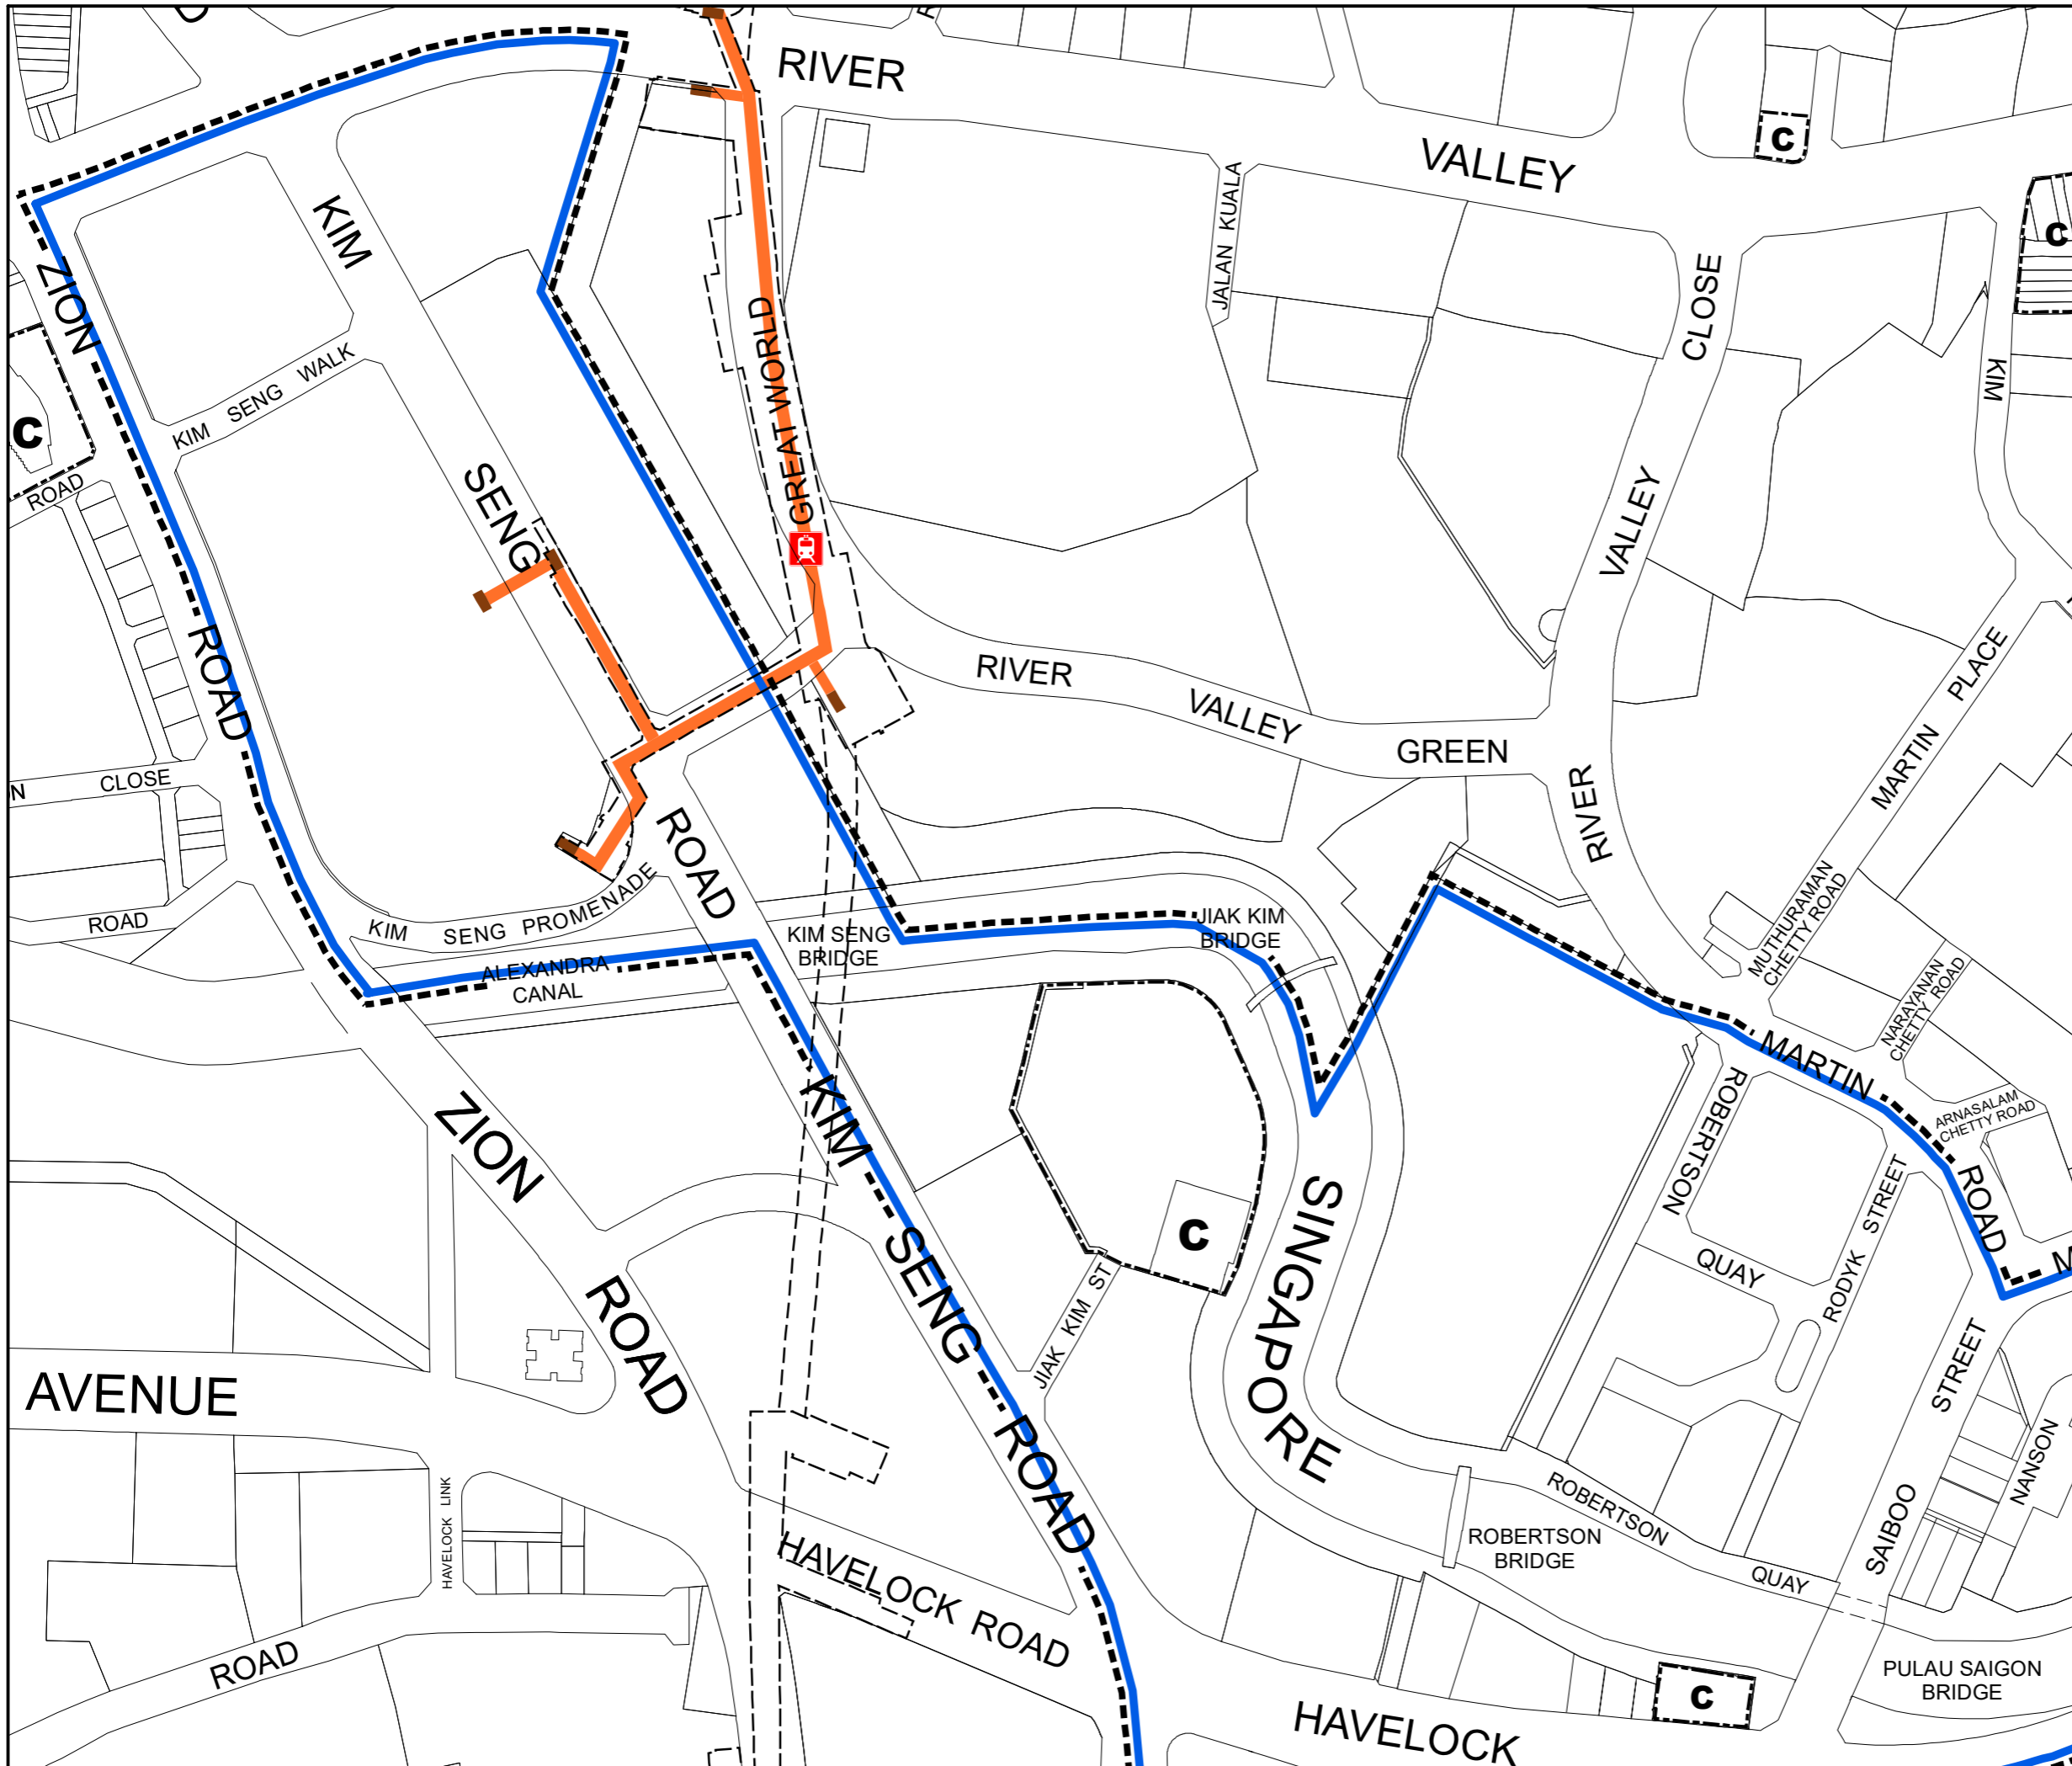 RIVER
VALLEY
C
C
JALAN KUALA
KIM
SENG
ROAD
ZION
ROAD
KIM SENG WALK
GREAT WORLD
C
ROAD
CLOSE
VALLEY
RIVER
KIM
RIVER
VALLEY
GREEN
MARTIN PLACE
N CLOSE
ROAD
KIM SENG PROMENADE
MUTHURAMAN
CHETTY ROAD
NARAYANAN
CHETTY ROAD
ARNASALAM
CHETTY ROAD
JIAK KIM
BRIDGE
KIM SENG
BRIDGE
ALEXANDRA
CANAL
MARTIN
ROAD
M
ROBERTSON
QUAY
RODYK STREET
ZION
ROAD
KIM
SENG
ROAD
C
JIAK KIM ST
SINGAPORE
AVENUE
HAVELOCK LINK
SAIBOO
STREET
NANSON
ROBERTSON
QUAY
ROBERTSON
BRIDGE
HAVELOCK ROAD
ROAD
PULAU SAIGON
BRIDGE
C
HAVELOCK